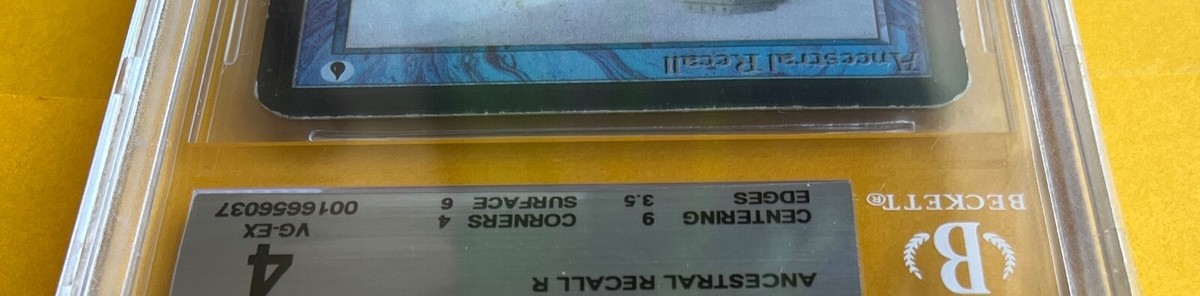 ANCESTRAL RECALL R
4
VG-EX
0016656037
CENTERING 9 CORNERS 4
EDGES 3.5 SURFACE 6
B
BECKETT®
Ancestral Recall